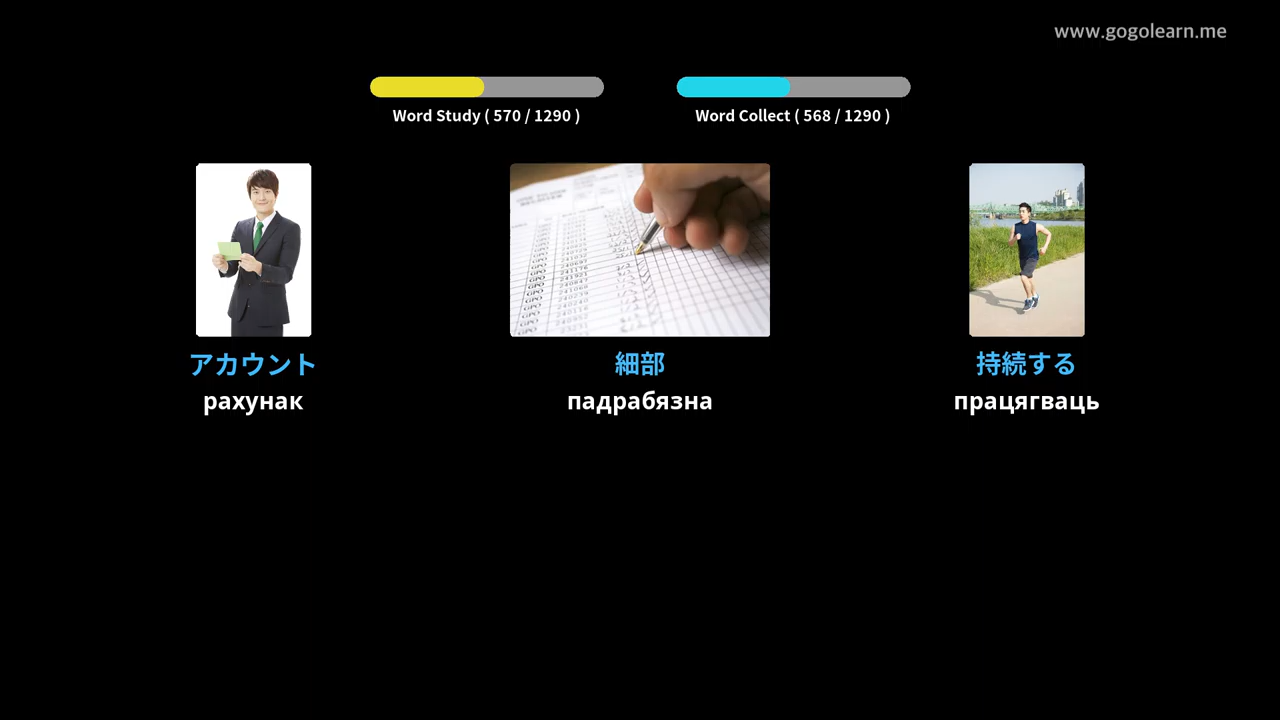 www.gogolearn.me
Word Study ( 570 / 1290 )
Word Collect ( 568 / 1290 )
アカウント
рахунак
細部
падрабязна
持続する
працягваць